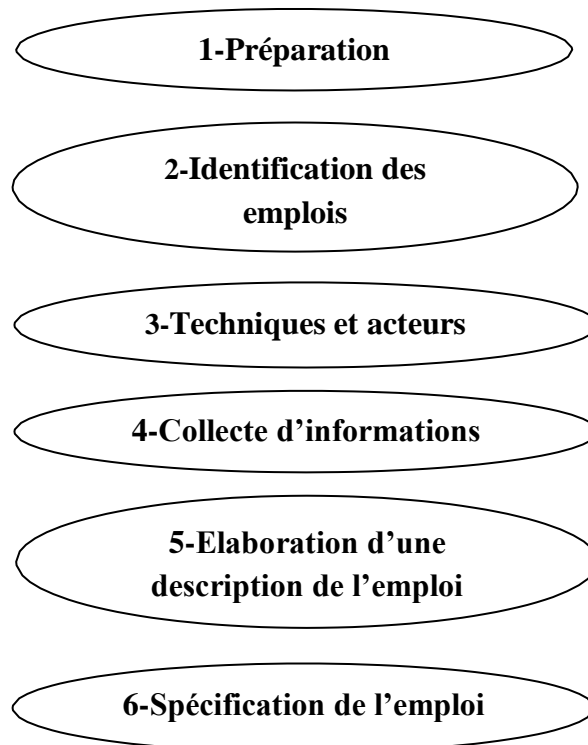 1-Préparation
2-Identification des
emplois
3-Techniques et acteurs
4-Collecte d’informations
5-Elaboration d’une
description de l’emploi
6-Spécification de l’emploi